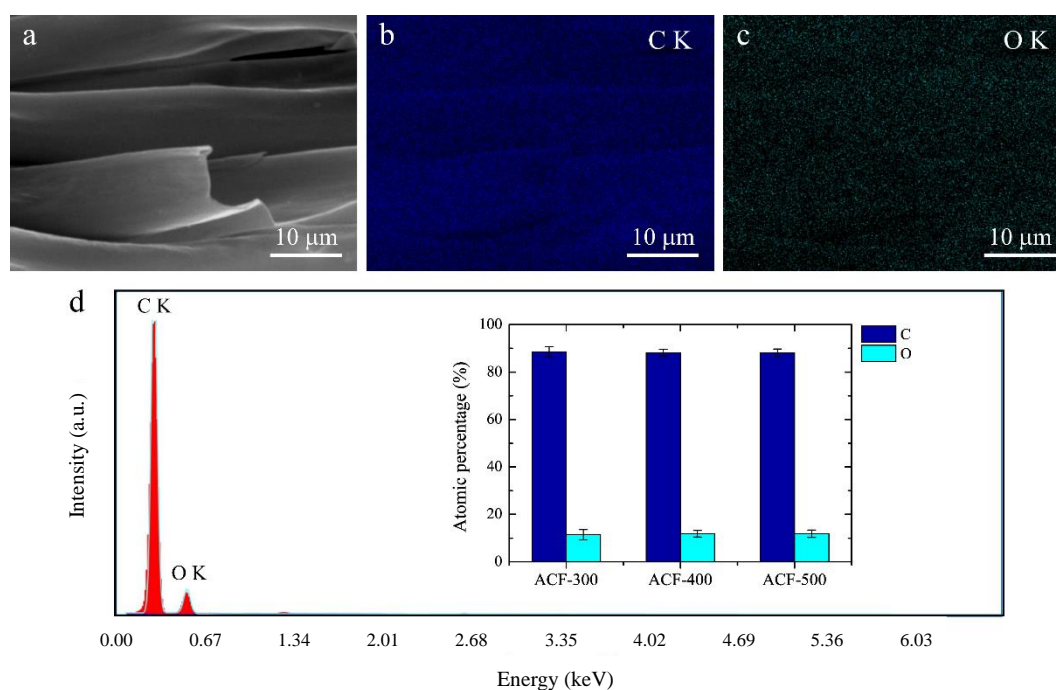 a
10 μm
b
C K
10 μm
c
O K
10 μm
d
C K
O K
Intensity (a.u.)
0.00 0.67 1.34 2.01 2.68 3.35 4.02 4.69 5.36 6.03
Energy (keV)
Atomic percentage (%)
100
80
60
40
20
0
ACF-300 ACF-400 ACF-500
C
O